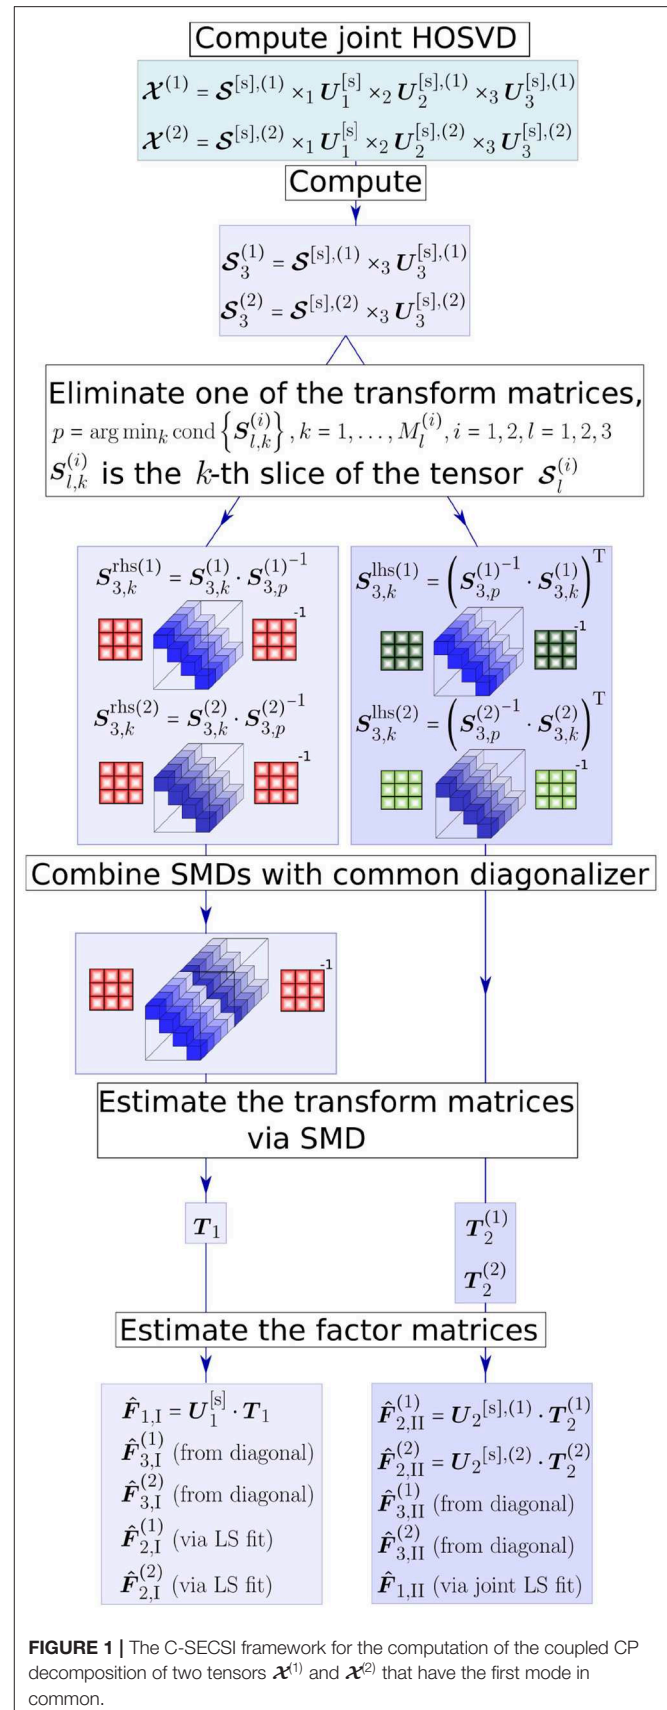 Compute joint HOSVD
𝓧^(1) = 𝓢^[s],(1) ×₁ U₁^[s] ×₂ U₂^[s],(1) ×₃ U₃^[s],(1)
𝓧^(2) = 𝓢^[s],(2) ×₁ U₁^[s] ×₂ U₂^[s],(2) ×₃ U₃^[s],(2)
Compute
𝓢₃^(1) = 𝓢^[s],(1) ×₃ U₃^[s],(1)
𝓢₃^(2) = 𝓢^[s],(2) ×₃ U₃^[s],(2)
Eliminate one of the transform matrices,
p = arg min_k cond {S_{l,k}^(i)}, k = 1, . . . , M_l^(i), i = 1, 2, l = 1, 2, 3
S_{l,k}^(i) is the k-th slice of the tensor 𝓢_l^(i)
S_{3,k}^rhs(1) = S_{3,k}^(1) · S_{3,p}^(1)^-1
-1
S_{3,k}^rhs(2) = S_{3,k}^(2) · S_{3,p}^(2)^-1
-1
S_{3,k}^lhs(1) = (S_{3,p}^(1)^-1 · S_{3,k}^(1))^T
-1
S_{3,k}^lhs(2) = (S_{3,p}^(2)^-1 · S_{3,k}^(2))^T
-1
Combine SMDs with common diagonalizer
-1
Estimate the transform matrices
via SMD
T₁
T₂^(1)
T₂^(2)
Estimate the factor matrices
F̂_{1,I} = U₁^[s] · T₁
F̂_{3,I}^(1) (from diagonal)
F̂_{3,I}^(2) (from diagonal)
F̂_{2,I}^(1) (via LS fit)
F̂_{2,I}^(2) (via LS fit)
F̂_{2,II}^(1) = U₂^[s],(1) · T₂^(1)
F̂_{2,II}^(2) = U₂^[s],(2) · T₂^(2)
F̂_{3,II}^(1) (from diagonal)
F̂_{3,II}^(2) (from diagonal)
F̂_{1,II} (via joint LS fit)
FIGURE 1 | The C-SECSI framework for the computation of the coupled CP
decomposition of two tensors 𝓧^(1) and 𝓧^(2) that have the first mode in
common.